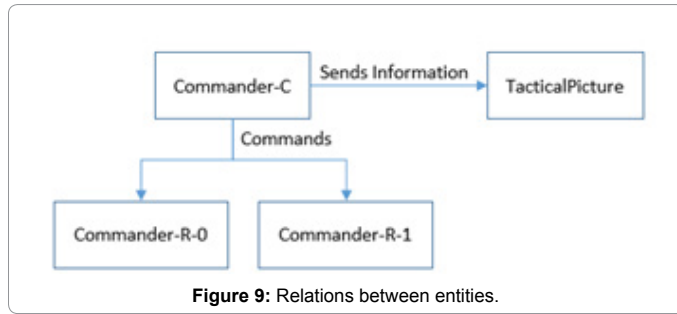 Commander-C
Sends Information
TacticalPicture
Commands
Commander-R-0
Commander-R-1
Figure 9: Relations between entities.